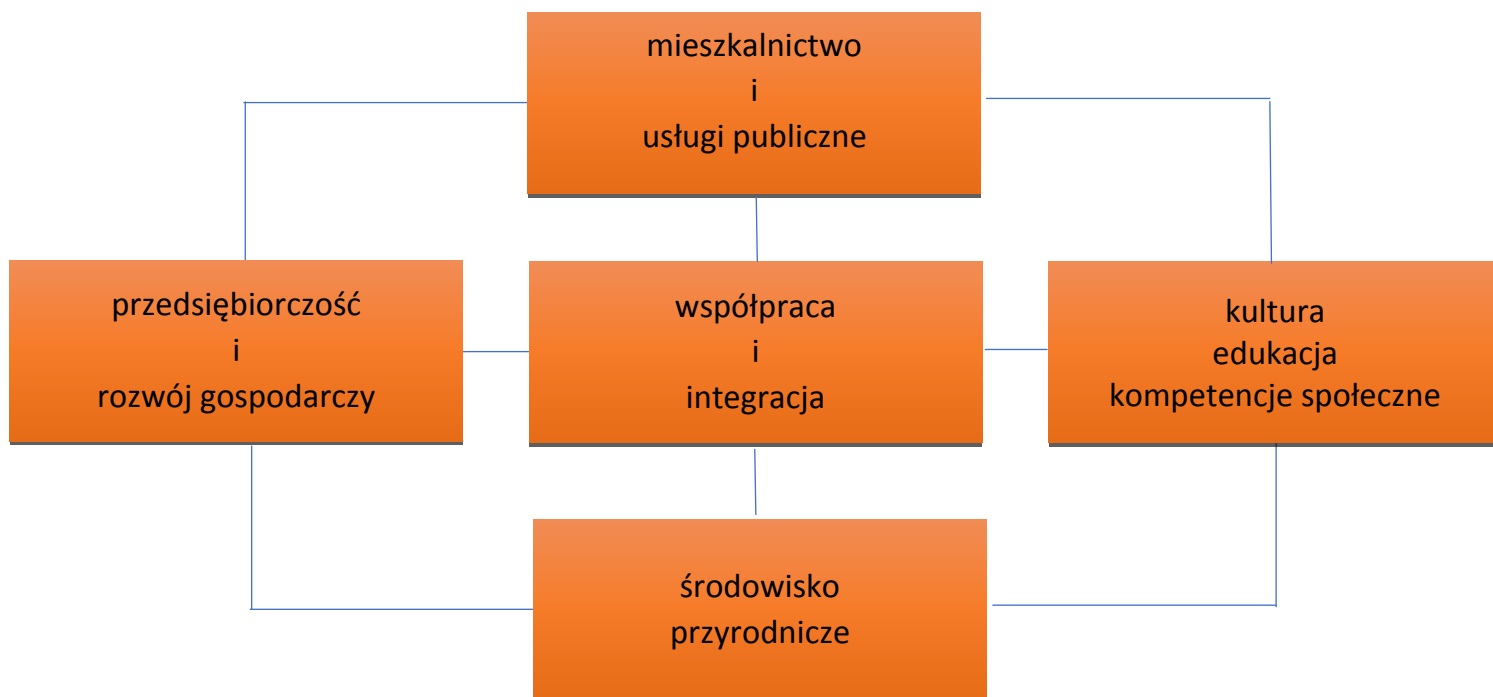 mieszkalnictwo
i
usługi publiczne
przedsiębiorczość
i
rozwój gospodarczy
współpraca
i
integracja
kultura
edukacja
kompetencje społeczne
środowisko
przyrodnicze